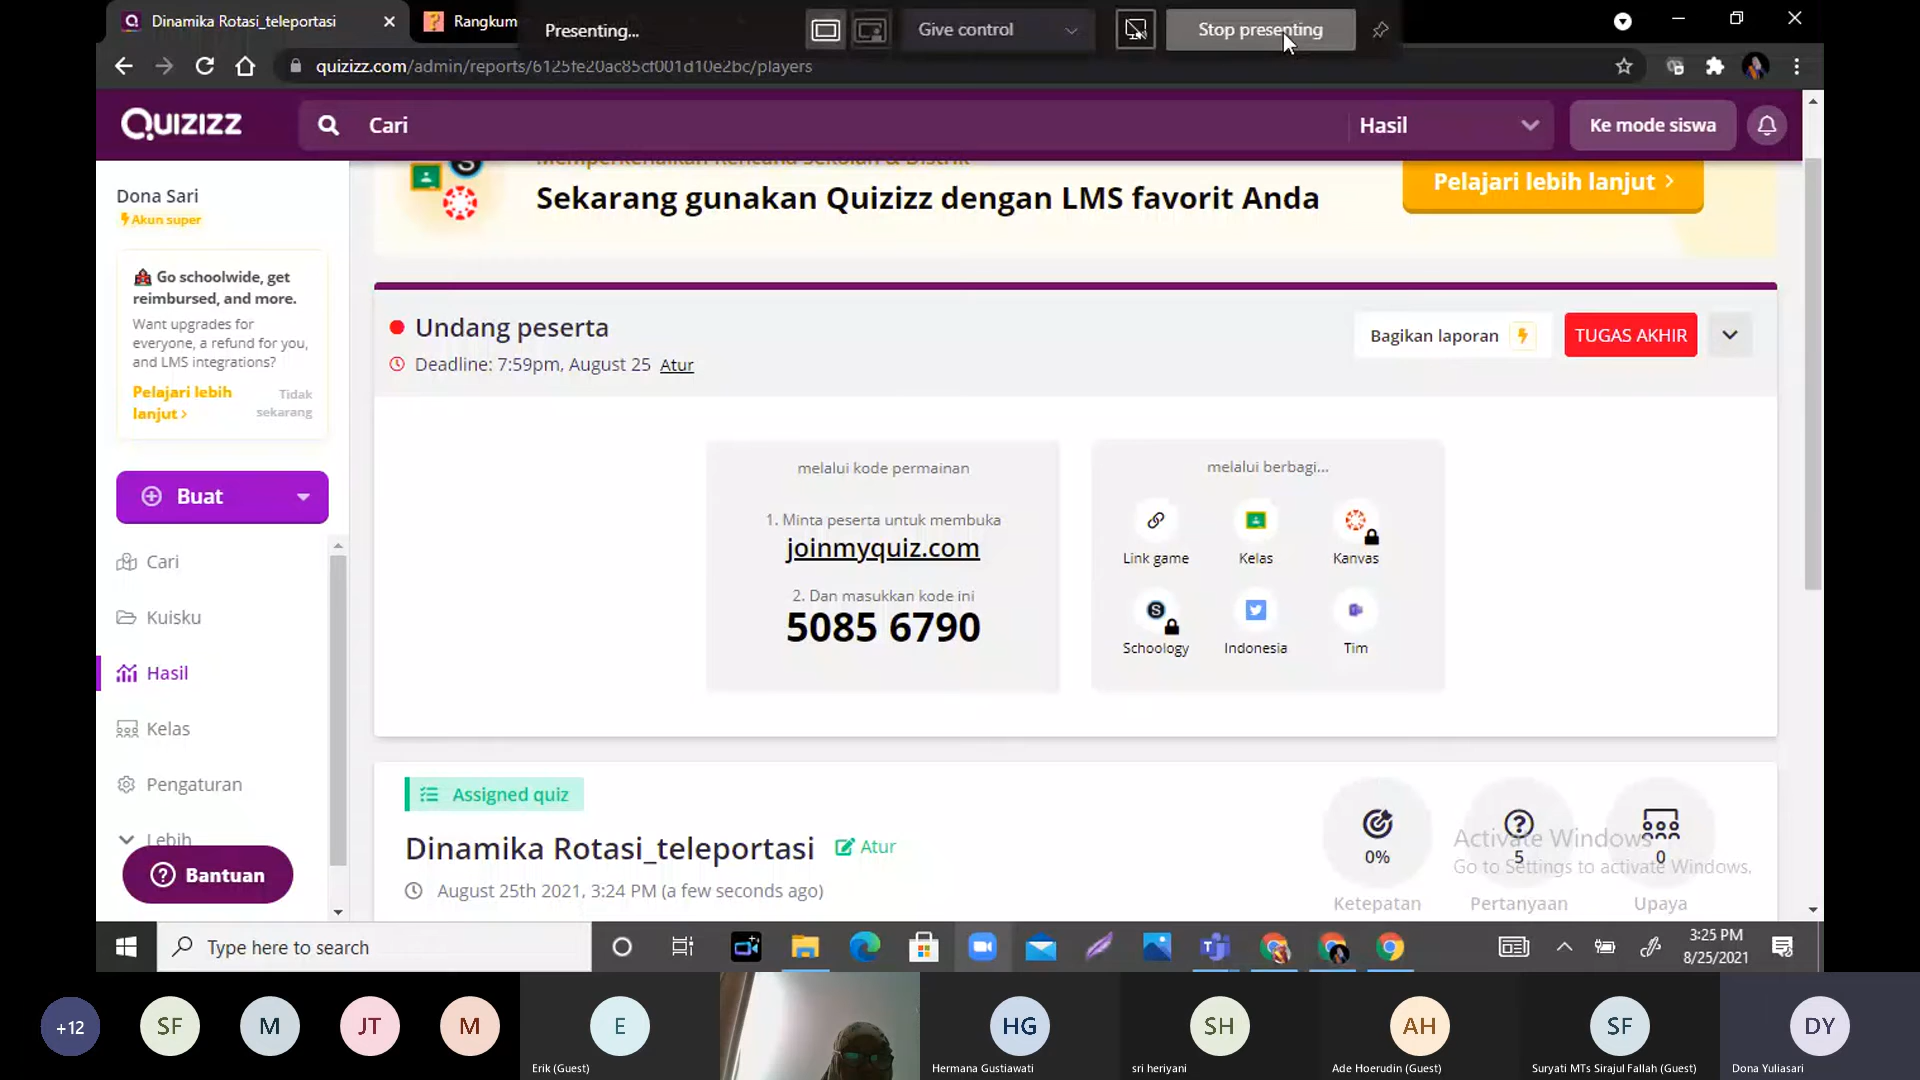 Dinamika Rotasi_teleportasi
Rangkum
Presenting...
Give control
Stop presenting
quizizz.com/admin/reports/6125fe20ac85cf001d10e2bc/players
QUIZIZZ
Cari
Hasil
Ke mode siswa
Dona Sari
Akun super
Go schoolwide, get
reimbursed, and more.
Want upgrades for
everyone, a refund for you,
and LMS integrations?
Pelajari lebih
lanjut >
Tidak
sekarang
Buat
Cari
Kuisku
Hasil
Kelas
Pengaturan
Lebih
Bantuan
Memperkenalkan Rencana Sekolah & Distrik
Sekarang gunakan Quizizz dengan LMS favorit Anda
Pelajari lebih lanjut >
Undang peserta
Deadline: 7:59pm, August 25 Atur
Bagikan laporan
TUGAS AKHIR
melalui kode permainan
1. Minta peserta untuk membuka
joinmyquiz.com
2. Dan masukkan kode ini
5085 6790
melalui berbagi...
Link game
Kelas
Kanvas
Schoology
Indonesia
Tim
Assigned quiz
Dinamika Rotasi_teleportasi
Atur
August 25th 2021, 3:24 PM (a few seconds ago)
0%
Ketepatan
5
Pertanyaan
0
Upaya
Activate Windows
Go to Settings to activate Windows.
Type here to search
3:25 PM
8/25/2021
+12
SF
M
JT
M
E
Erik (Guest)
HG
Hermana Gustiawati
SH
sri heriyani
AH
Ade Hoerudin (Guest)
SF
Suryati MTs Sirajul Fallah (Guest)
DY
Dona Yuliasari